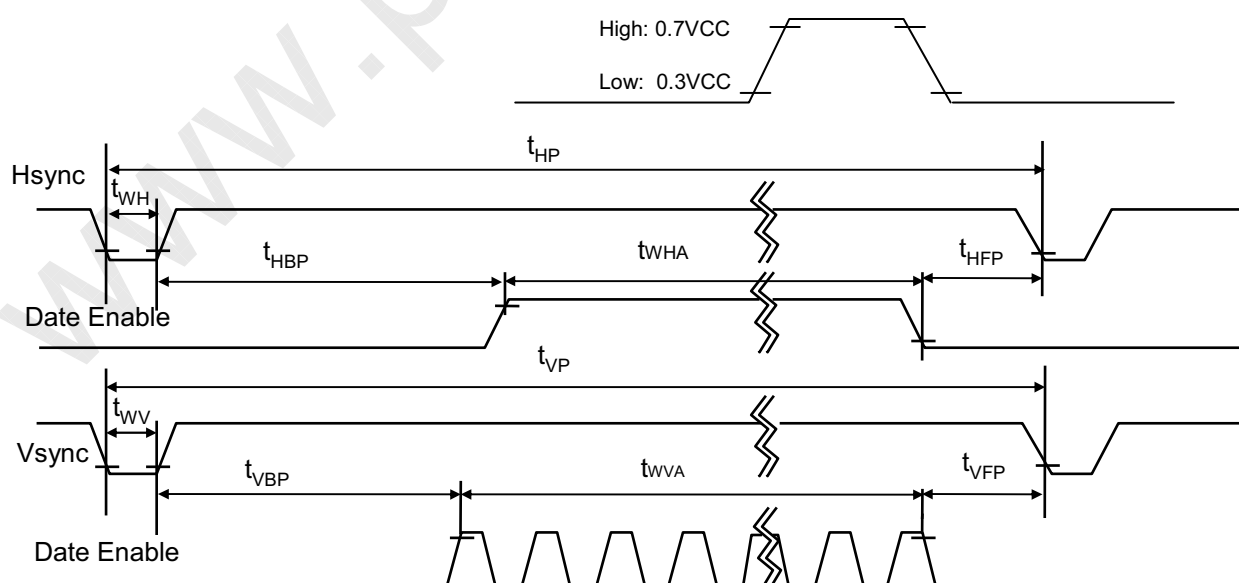 www.p
High: 0.7VCC
Low: 0.3VCC
tHP
Hsync
tWH
tHBP
tWHA
tHFP
Date Enable
tVP
tWV
Vsync
tVBP
tWVA
tVFP
Date Enable